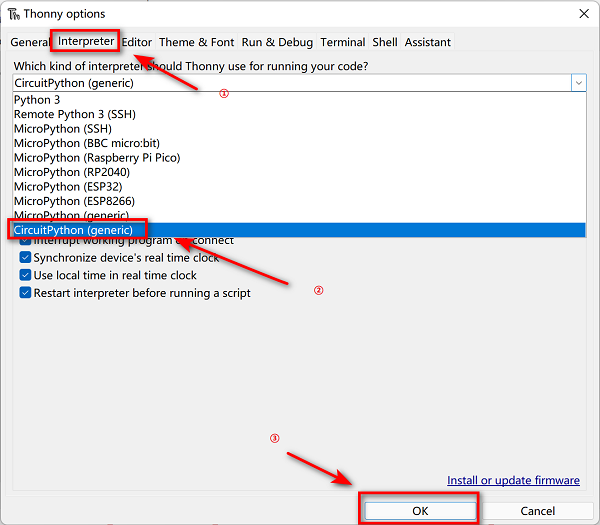 Thonny options
General Interpreter Editor Theme & Font Run & Debug Terminal Shell Assistant
Which kind of interpreter should Thonny use for running your code?
①
CircuitPython (generic)
Python 3
Remote Python 3 (SSH)
MicroPython (SSH)
MicroPython (BBC micro:bit)
MicroPython (Raspberry Pi Pico)
MicroPython (RP2040)
MicroPython (ESP32)
MicroPython (ESP8266)
MicroPython (generic)
CircuitPython (generic)
Interrupt working program on connect
Synchronize device's real time clock
Use local time in real time clock
②
Restart interpreter before running a script
③
Install or update firmware
OK Cancel